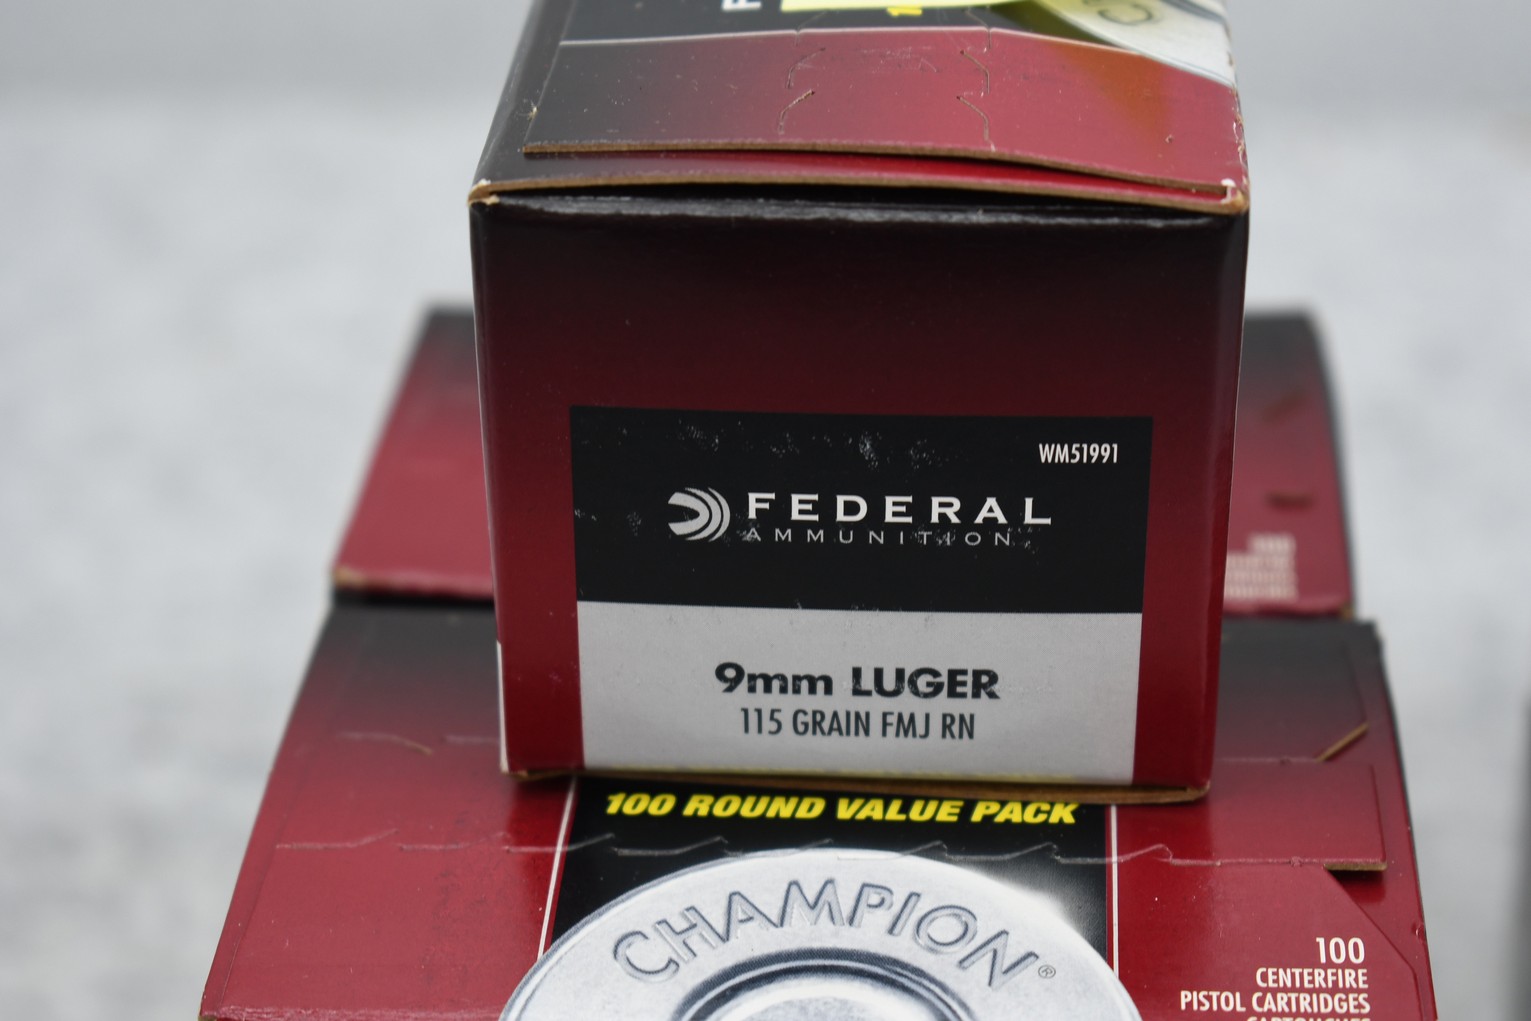 WM51991
FEDERAL
AMMUNITION
9mm LUGER
115 GRAIN FMJ RN
100 ROUND VALUE PACK
CHAMPION®
100
CENTERFIRE
PISTOL CARTRIDGES